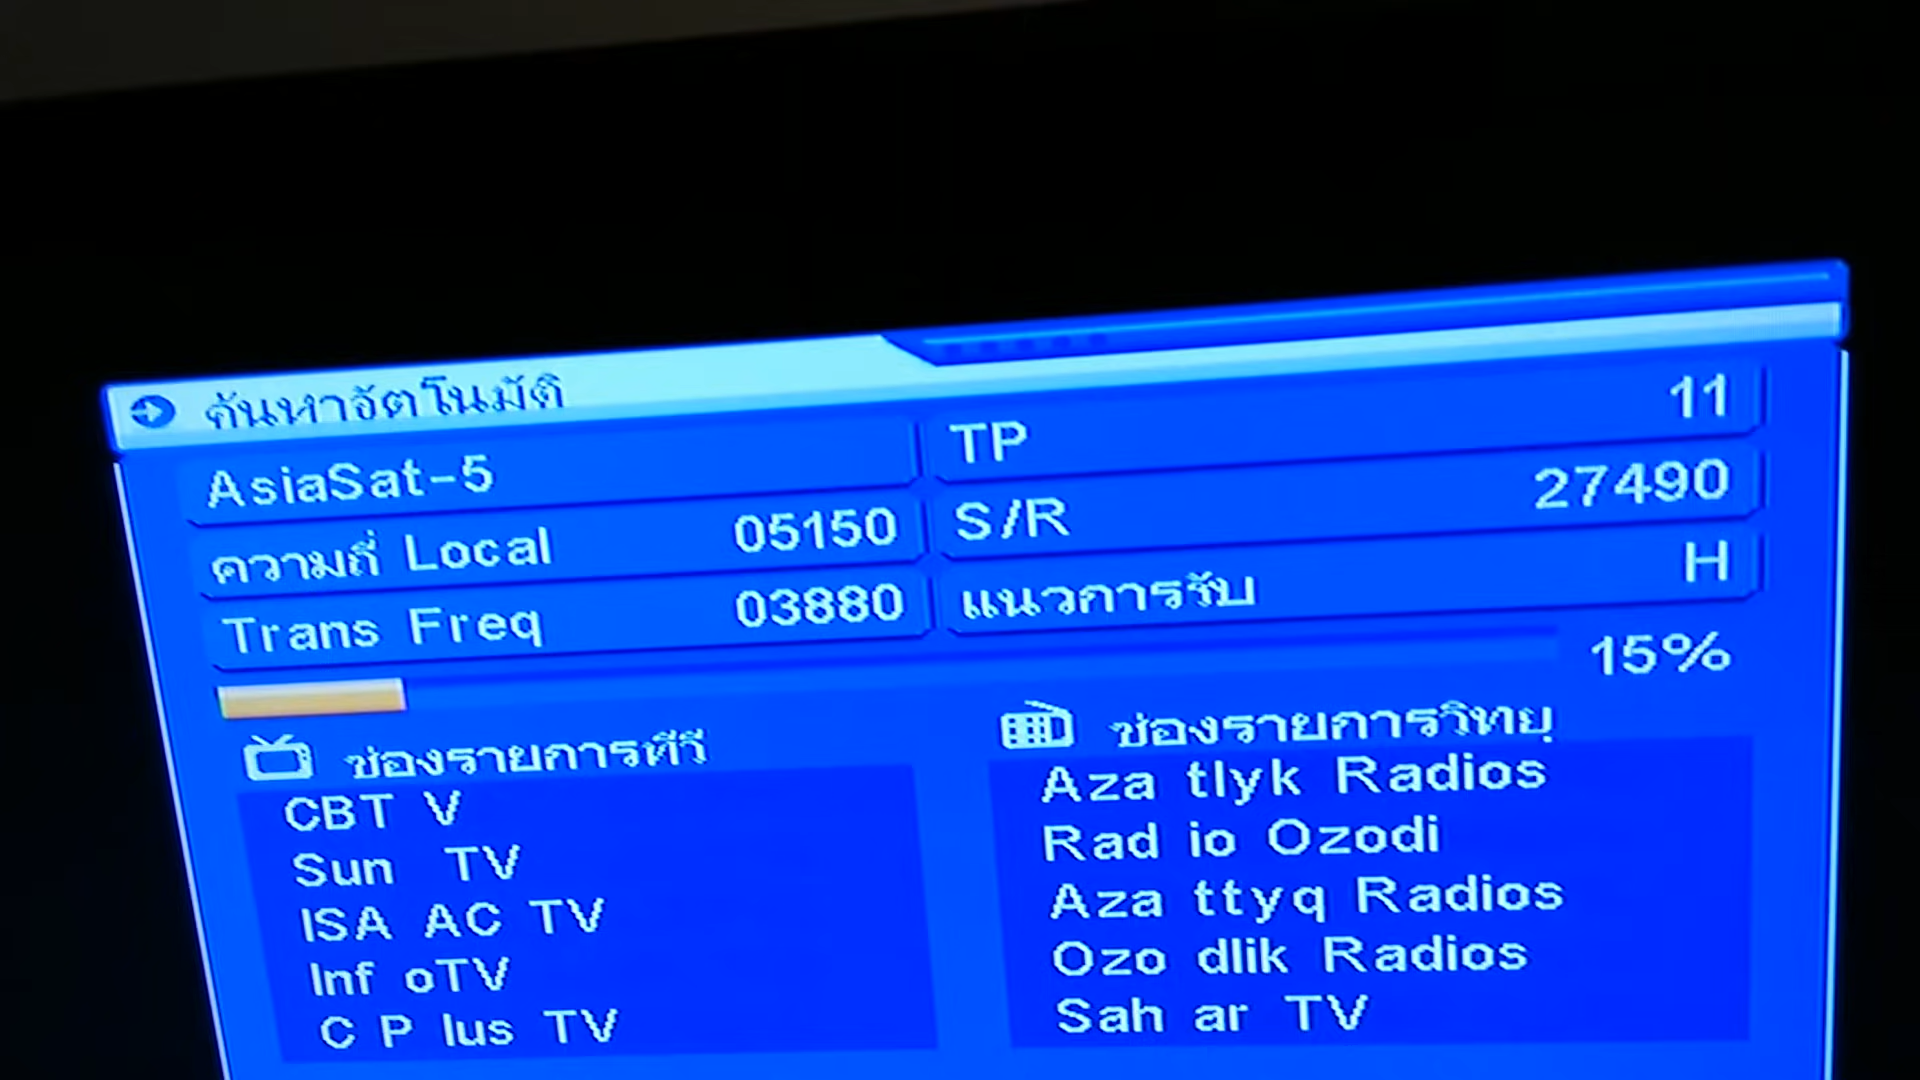 ค้นหาอัตโนมัติ
AsiaSat-5
TP 11
ความถี่ Local 05150
S/R 27490
Trans Freq 03880
แนวการรับ H
15%
ช่องรายการทีวี
CBT V
Sun TV
ISA AC TV
Inf oTV
C P lus TV
ช่องรายการวิทยุ
Aza tlyk Radios
Rad io Ozodi
Aza ttyq Radios
Ozo dlik Radios
Sah ar TV